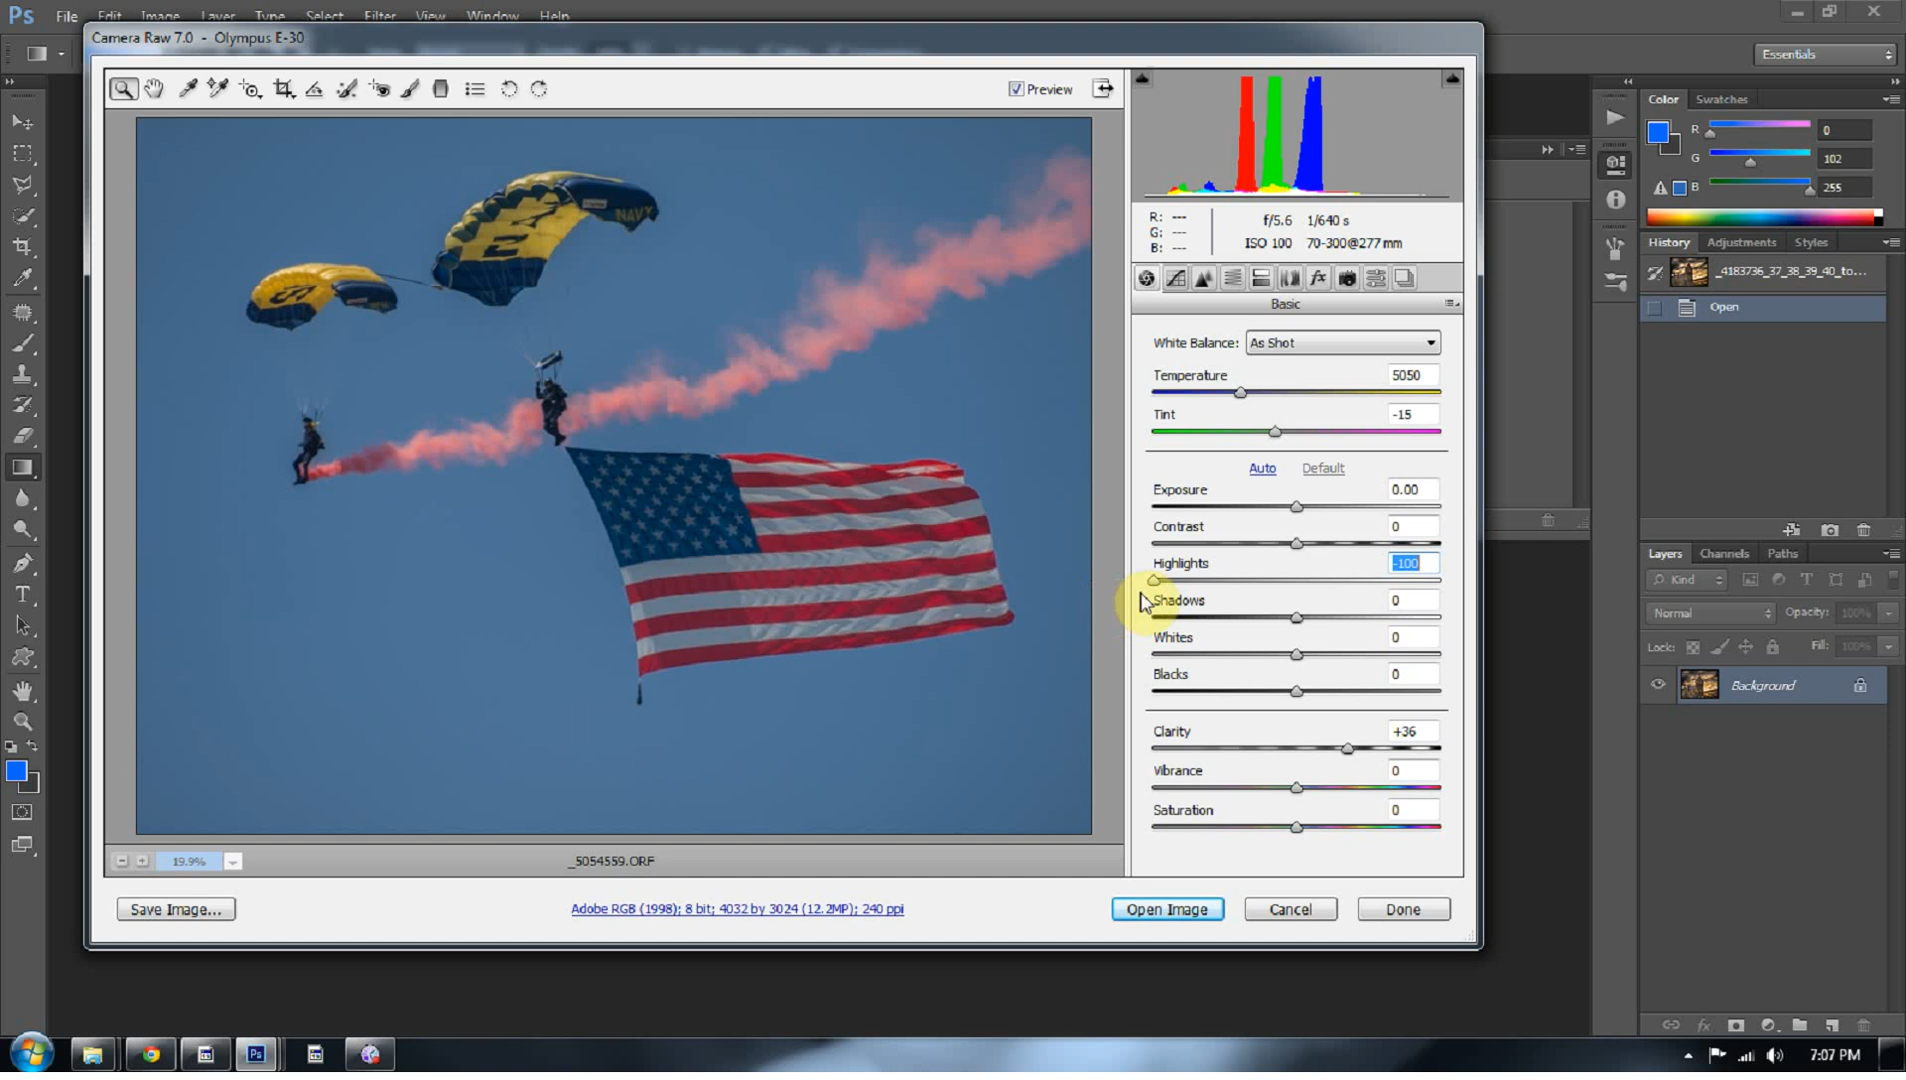 Ps File Edit Image Layer Type Select Filter View Window Help
Camera Raw 7.0 - Olympus E-30
Essentials
Preview
NAVY
R: ---
G: ---
B: ---
f/5.6 1/640 s
ISO 100 70-300@277 mm
Basic
White Balance: As Shot
Temperature 5050
Tint -15
Auto Default
Exposure 0.00
Contrast 0
Highlights -100
Shadows 0
Whites 0
Blacks 0
Clarity +36
Vibrance 0
Saturation 0
19.9%
_5054559.ORF
Save Image...
Adobe RGB (1998); 8 bit; 4032 by 3024 (12.2MP); 240 ppi
Open Image Cancel Done
Color Swatches
R 0
G 102
B 255
History Adjustments Styles
_4183736_37_38_39_40_to...
Open
Layers Channels Paths
Kind
Normal Opacity: 100%
Lock: Fill: 100%
Background
T
fx
Ps
7:07 PM